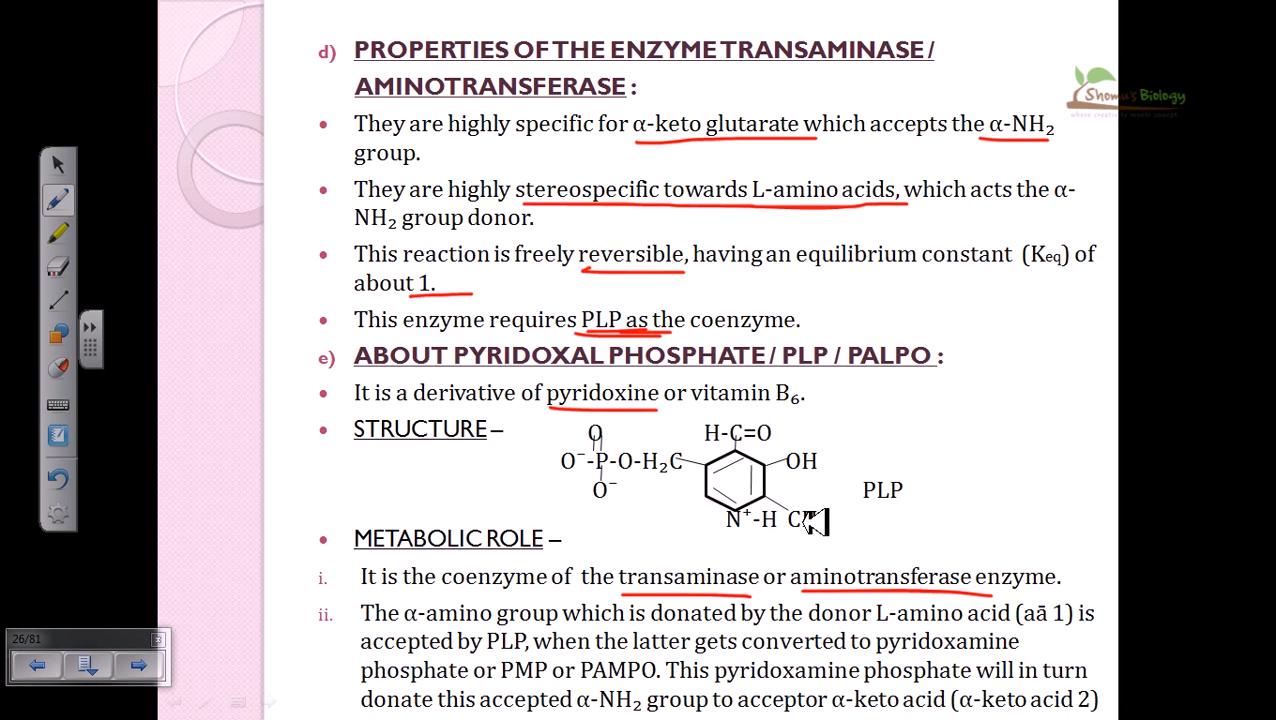 d) PROPERTIES OF THE ENZYME TRANSAMINASE /
AMINOTRANSFERASE :
Shomu's Biology
• They are highly specific for α-keto glutarate which accepts the α-NH₂
group.
• They are highly stereospecific towards L-amino acids, which acts the α-
NH₂ group donor.
• This reaction is freely reversible, having an equilibrium constant (Keq) of
about 1.
• This enzyme requires PLP as the coenzyme.
e) ABOUT PYRIDOXAL PHOSPHATE / PLP / PALPO :
• It is a derivative of pyridoxine or vitamin B₆.
• STRUCTURE –
O H-C=O
O⁻-P-O-H₂C OH
O⁻ PLP
N⁺-H
• METABOLIC ROLE –
i. It is the coenzyme of the transaminase or aminotransferase enzyme.
ii. The α-amino group which is donated by the donor L-amino acid (aā 1) is
accepted by PLP, when the latter gets converted to pyridoxamine
phosphate or PMP or PAMPO. This pyridoxamine phosphate will in turn
donate this accepted α-NH₂ group to acceptor α-keto acid (α-keto acid 2)
26/81